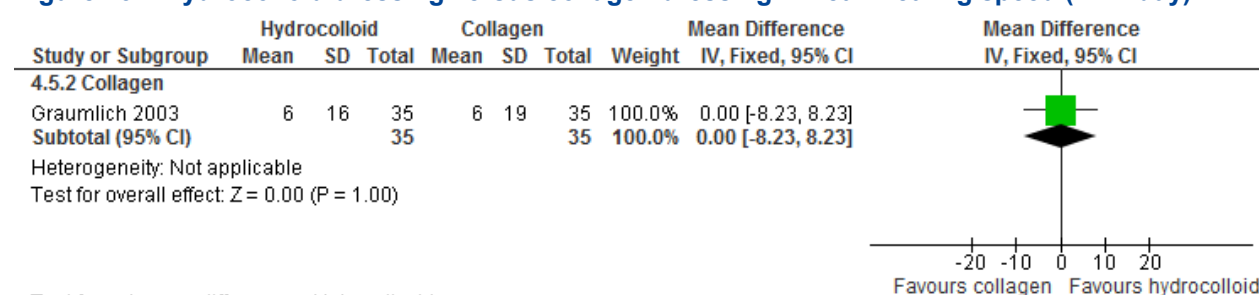 Hydrocolloid Collagen Mean Difference Mean Difference
Study or Subgroup Mean SD Total Mean SD Total Weight IV, Fixed, 95% CI IV, Fixed, 95% CI
4.5.2 Collagen
Graumlich 2003 6 16 35 6 19 35 100.0% 0.00 [-8.23, 8.23]
Subtotal (95% CI) 35 35 100.0% 0.00 [-8.23, 8.23]
Heterogeneity: Not applicable
Test for overall effect: Z = 0.00 (P = 1.00)
-20 -10 0 10 20
Favours collagen Favours hydrocolloid